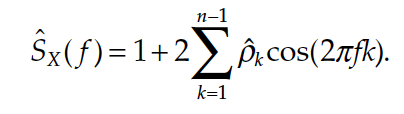 Ŝ_X(f) = 1 + 2 ∑_{k=1}^{n−1} ρ̂_k cos(2πfk).